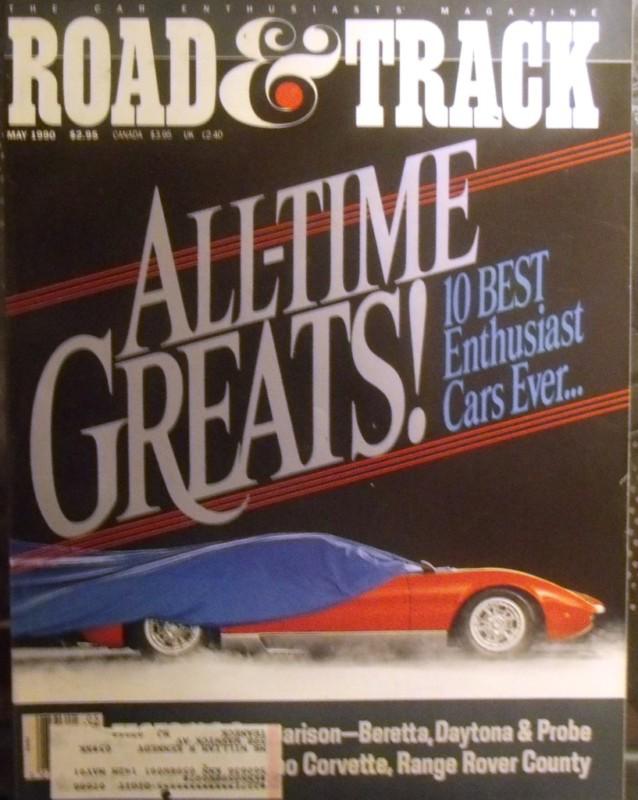 THE CAR ENTHUSIASTS' MAGAZINE
ROAD & TRACK
MAY 1990 $2.95 CANADA $3.95 UK £2.40
ALL-TIME
GREATS!
10 BEST
Enthusiast
Cars Ever...
arison—Beretta, Daytona & Probe
o Corvette, Range Rover County